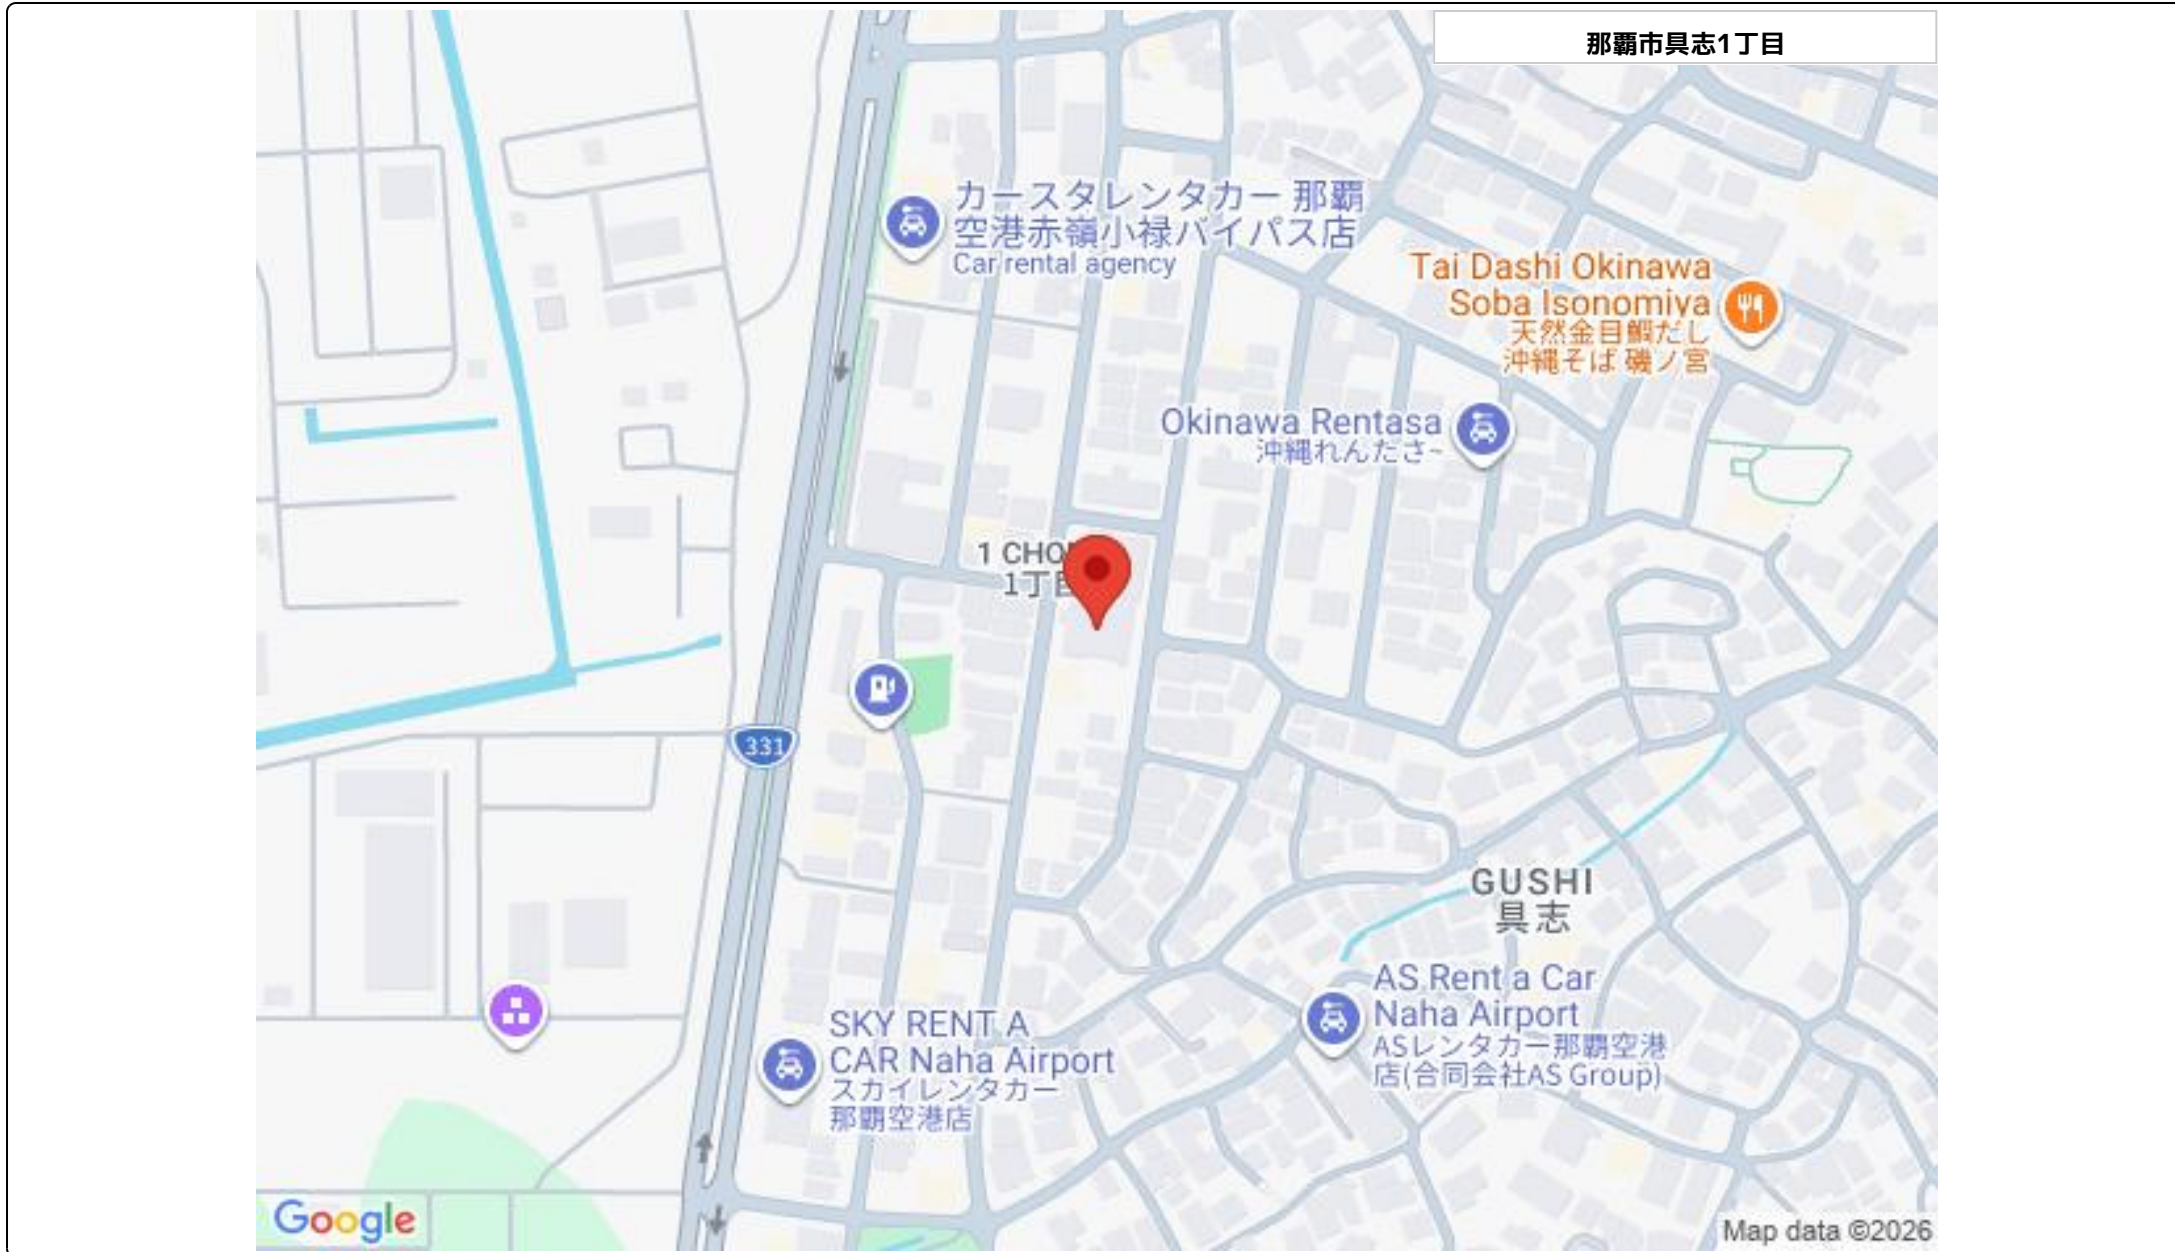 那覇市具志1丁目
カースタレンタカー 那覇
空港赤嶺小禄バイパス店
Car rental agency
Tai Dashi Okinawa
Soba Isonomiya
天然金目鯛だし
沖縄そば 磯ノ宮
Okinawa Rentasa
沖縄れんたさ~
1丁目
331
GUSHI
具志
AS Rent a Car
Naha Airport
ASレンタカー那覇空港
店(合同会社AS Group)
SKY RENT A
CAR Naha Airport
スカイレンタカー
那覇空港店
Google
Map data ©2026